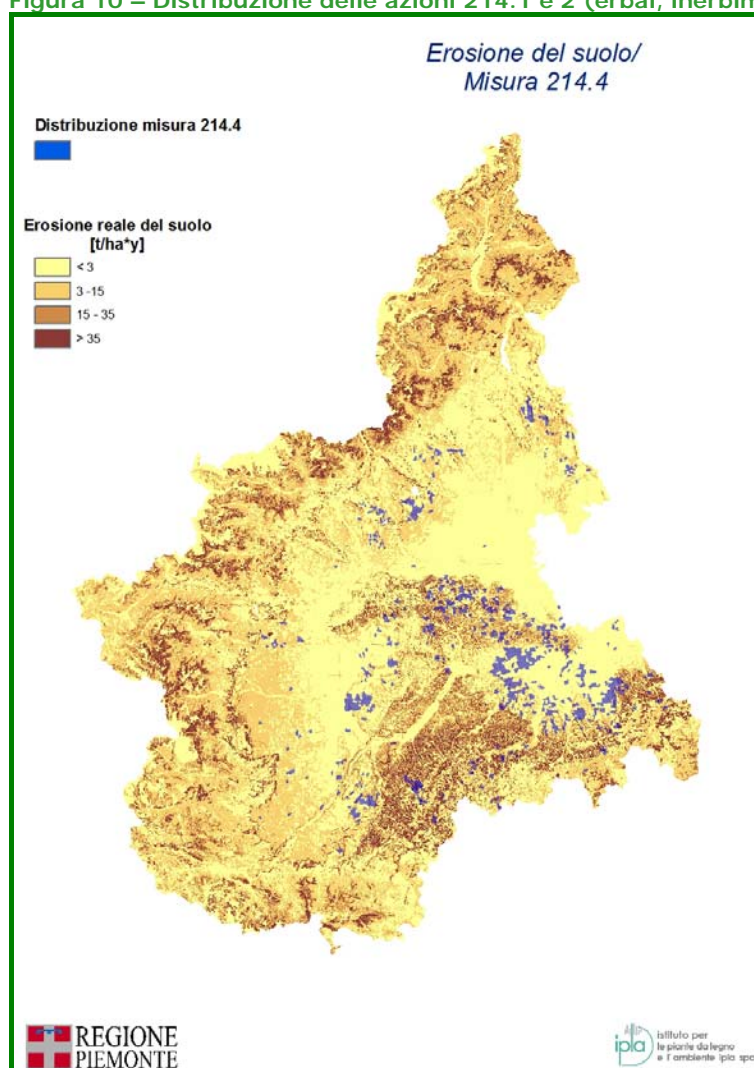 Figura 10 – Distribuzione delle azioni 214.1 e 2 (erbai, inerbim
Erosione del suolo/
Misura 214.4
Distribuzione misura 214.4
Erosione reale del suolo
[t/ha*y]
< 3
3 -15
15 - 35
> 35
REGIONE
PIEMONTE
ipla
istituto per
le piante da legno
e l'ambiente ipla spa